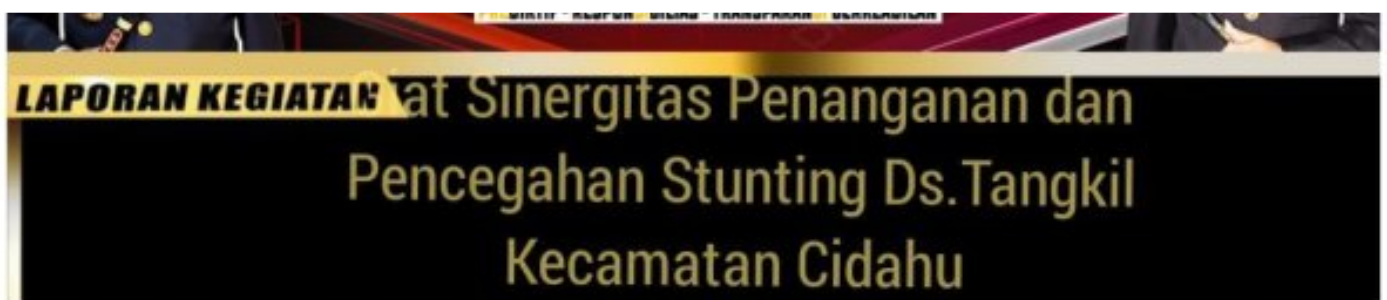 LAPORAN KEGIATAN
Sinergitas Penanganan dan
Pencegahan Stunting Ds.Tangkil
Kecamatan Cidahu